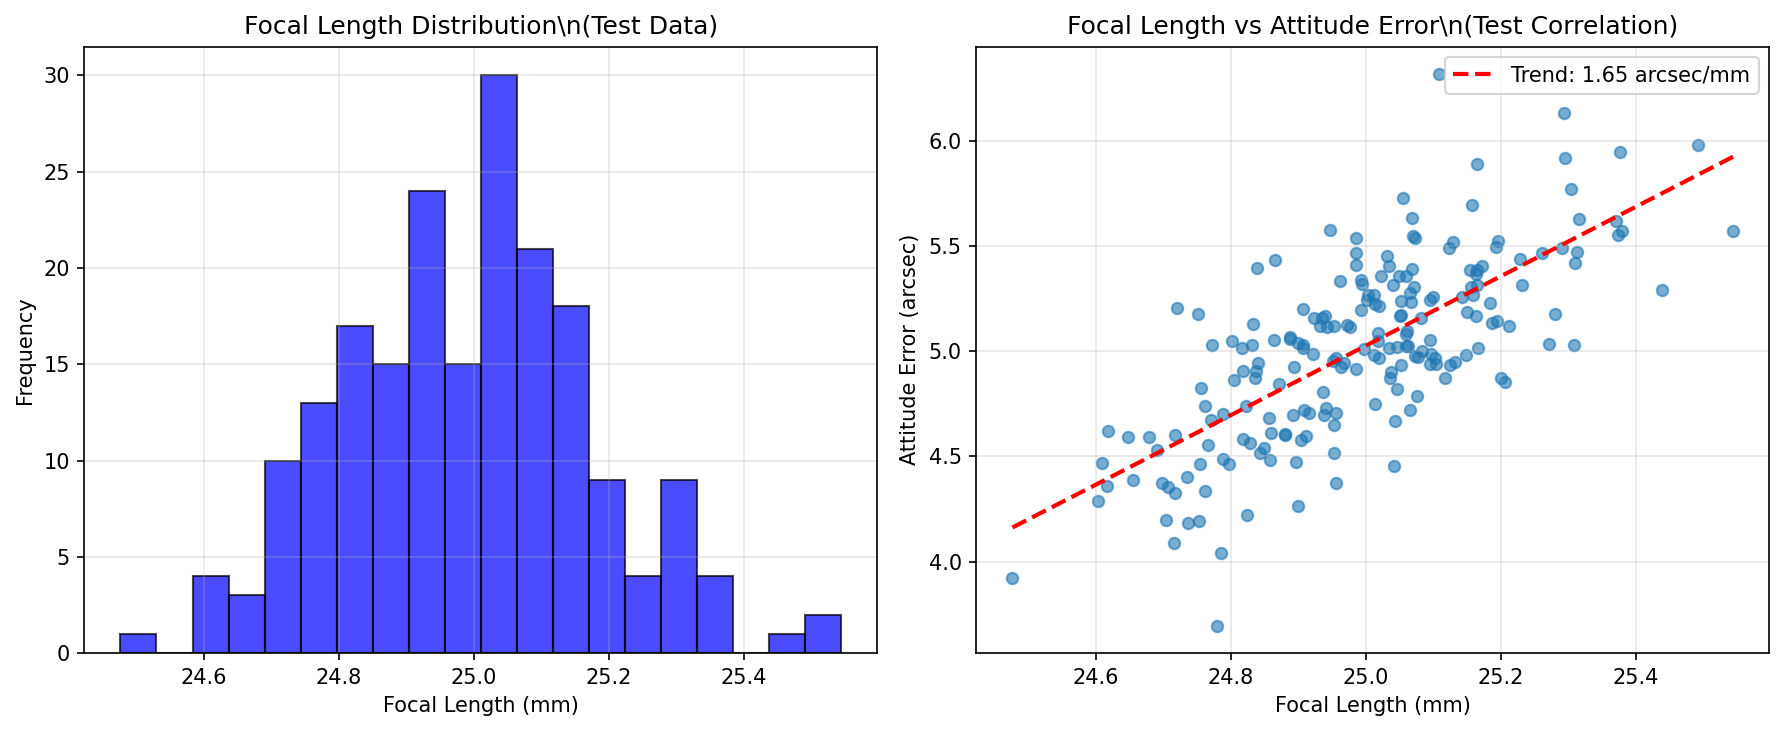 Focal Length Distribution\n(Test Data)
30
25
20
15
10
5
0
Frequency
24.6 24.8 25.0 25.2 25.4
Focal Length (mm)
Focal Length vs Attitude Error\n(Test Correlation)
Trend: 1.65 arcsec/mm
6.0
5.5
5.0
4.5
4.0
Attitude Error (arcsec)
24.6 24.8 25.0 25.2 25.4
Focal Length (mm)